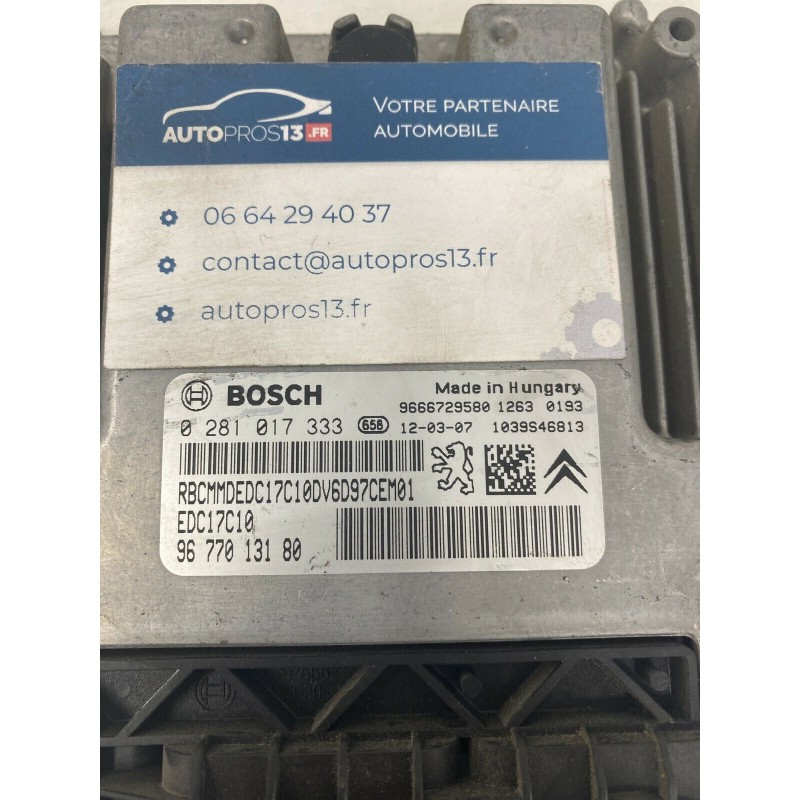 AUTOPROS13.FR
VOTRE PARTENAIRE
AUTOMOBILE
06 64 29 40 37
contact@autopros13.fr
autopros13.fr
BOSCH
Made in Hungary
9666729580 1263 0193
0 281 017 333 658 12-03-07 1039S46813
RBCMMDEDC17C10DV6D97CEM01
EDC17C10
96 770 131 80